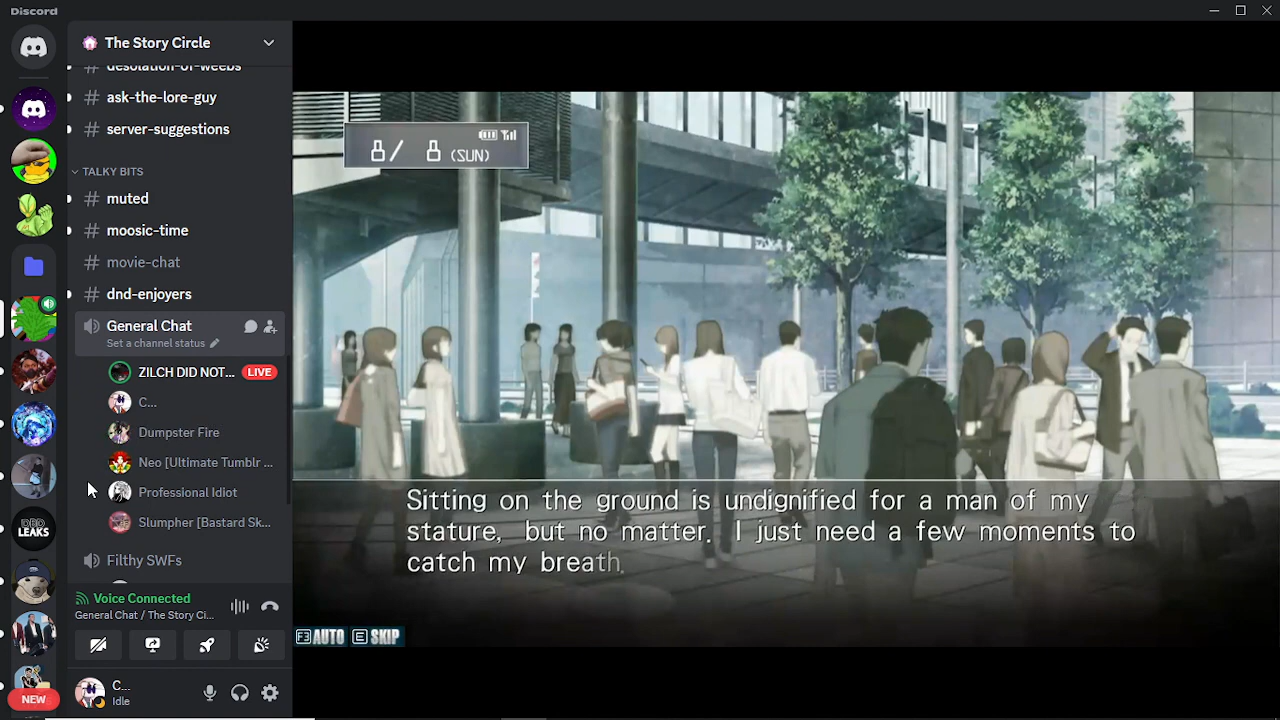 Discord
The Story Circle
desolation-of-weebs
ask-the-lore-guy
server-suggestions
TALKY BITS
muted
moosic-time
movie-chat
dnd-enjoyers
General Chat
Set a channel status
ZILCH DID NOT... LIVE
C...
Dumpster Fire
Neo [Ultimate Tumblr ...
Professional Idiot
Slumpher [Bastard Sk...
Filthy SWFs
Voice Connected
General Chat / The Story Ci...
C...
Idle
DBD
LEAKS
NEW
8/ 8 (SUN)
Sitting on the ground is undignified for a man of my
stature, but no matter. I just need a few moments to
catch my breath.
F3 AUTO E SKIP